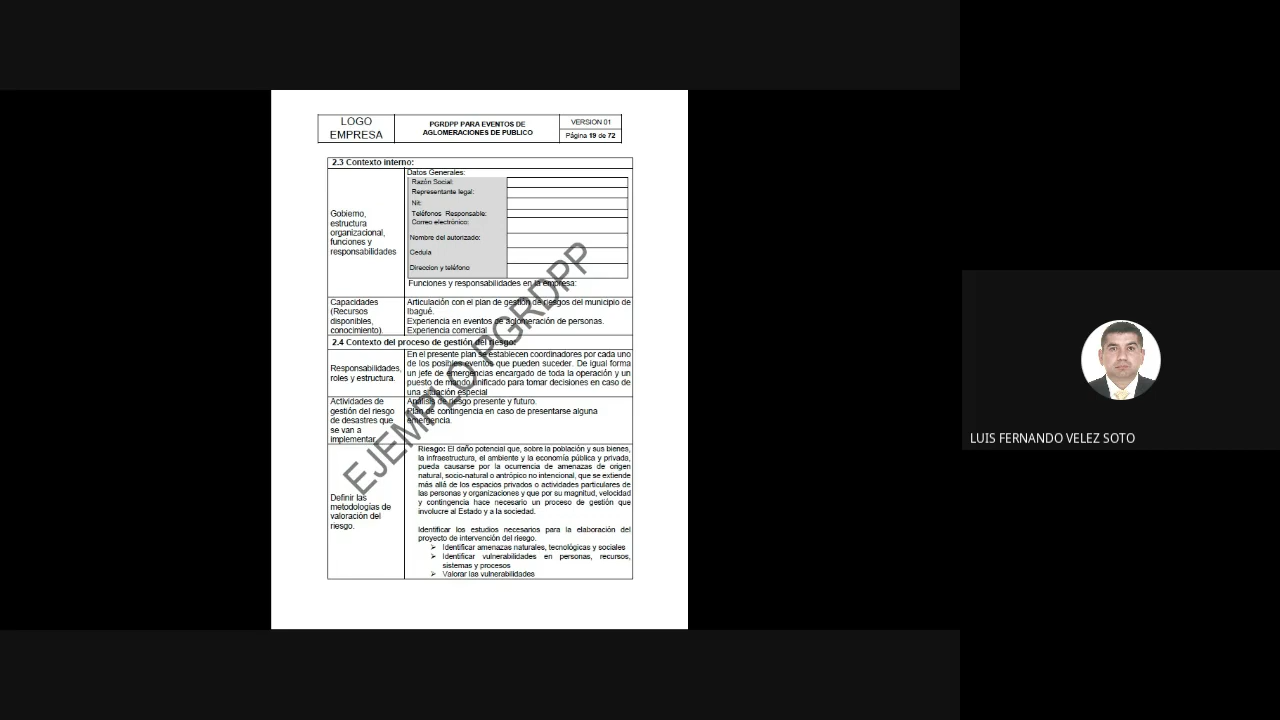 LOGO
EMPRESA
PGRDPP PARA EVENTOS DE
AGLOMERACIONES DE PUBLICO
VERSION 01
Página 19 de 72
2.3 Contexto interno:
Gobierno,
estructura
organizacional,
funciones y
responsabilidades
Datos Generales:
Razón Social:
Representante legal:
Nit:
Teléfonos Responsable:
Correo electrónico:
Nombre del autorizado:
Cedula
Direccion y teléfono
Funciones y responsabilidades en la empresa:
Capacidades
(Recursos
disponibles,
conocimiento).
Articulación con el plan de gestión de riesgos del municipio de
Ibagué.
Experiencia en eventos de aglomeración de personas.
Experiencia comercial
2.4 Contexto del proceso de gestión del riesgo:
Responsabilidades,
roles y estructura.
En el presente plan se establecen coordinadores por cada uno
de los posibles eventos que pueden suceder. De igual forma
un jefe de emergencias encargado de toda la operación y un
puesto de mando unificado para tomar decisiones en caso de
una situación especial
Actividades de
gestión del riesgo
de desastres que
se van a
implementar.
Análisis de riesgo presente y futuro.
Plan de contingencia en caso de presentarse alguna
emergencia.
Definir las
metodologías de
valoración del
riesgo.
Riesgo: El daño potencial que, sobre la población y sus bienes,
la infraestructura, el ambiente y la economía pública y privada,
pueda causarse por la ocurrencia de amenazas de origen
natural, socio-natural o antrópico no intencional, que se extiende
más allá de los espacios privados o actividades particulares de
las personas y organizaciones y que por su magnitud, velocidad
y contingencia hace necesario un proceso de gestión que
involucre al Estado y a la sociedad.
Identificar los estudios necesarios para la elaboración del
proyecto de intervención del riesgo.
➢ Identificar amenazas naturales, tecnológicas y sociales
➢ Identificar vulnerabilidades en personas, recursos,
sistemas y procesos
➢ Valorar las vulnerabilidades
EJEMPLO PGRDPP
LUIS FERNANDO VELEZ SOTO